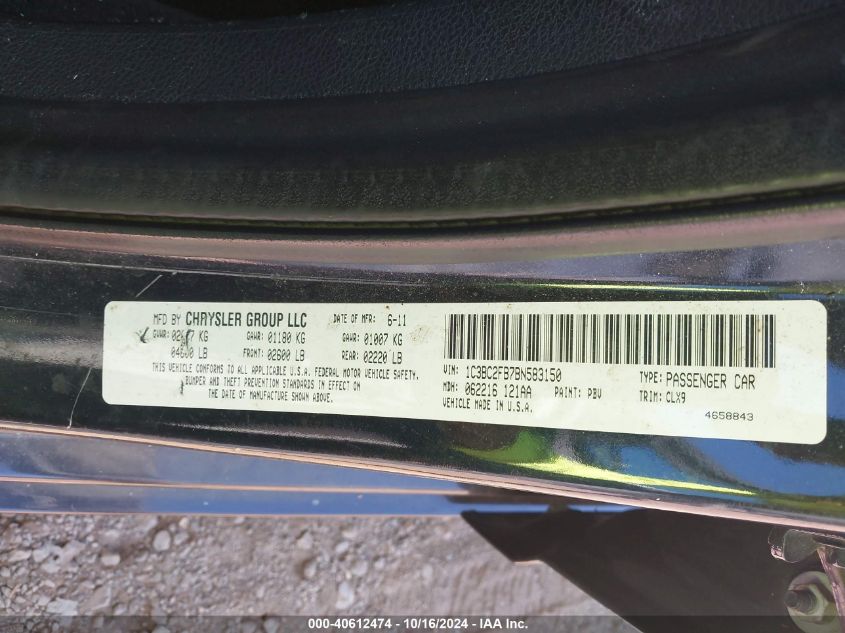 MFD BY CHRYSLER GROUP LLC DATE OF MFR: 6-11
GVWR: KG GAWR: 01180 KG GAWR: 01007 KG
LB FRONT: 02600 LB REAR: 02220 LB
THIS VEHICLE CONFORMS TO ALL APPLICABLE U.S.A. FEDERAL MOTOR VEHICLE SAFETY,
BUMPER AND THEFT PREVENTION STANDARDS IN EFFECT ON
THE DATE OF MANUFACTURE SHOWN ABOVE.
VIN: 1C3BC2FB7BN583150 TYPE: PASSENGER CAR
MDH: 062216 121AA PAINT: PBV TRIM: CLX9
VEHICLE MADE IN U.S.A.
4658843
000-40612474 - 10/16/2024 - IAA Inc.